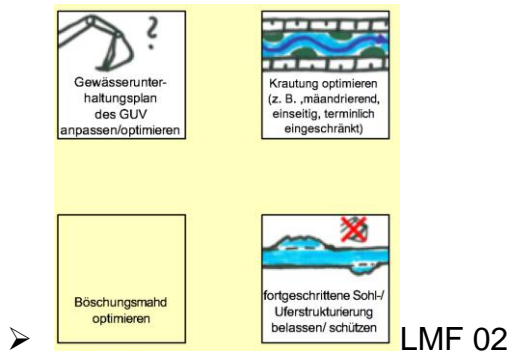 ?
Gewässerunter-
haltungsplan
des GUV
anpassen/optimieren
Krautung optimieren
(z. B. ,mäandrierend,
einseitig, terminlich
eingeschränkt)
Böschungsmahd
optimieren
fortgeschrittene Sohl-/
Uferstrukturierung
belassen/ schützen
➢ LMF 02